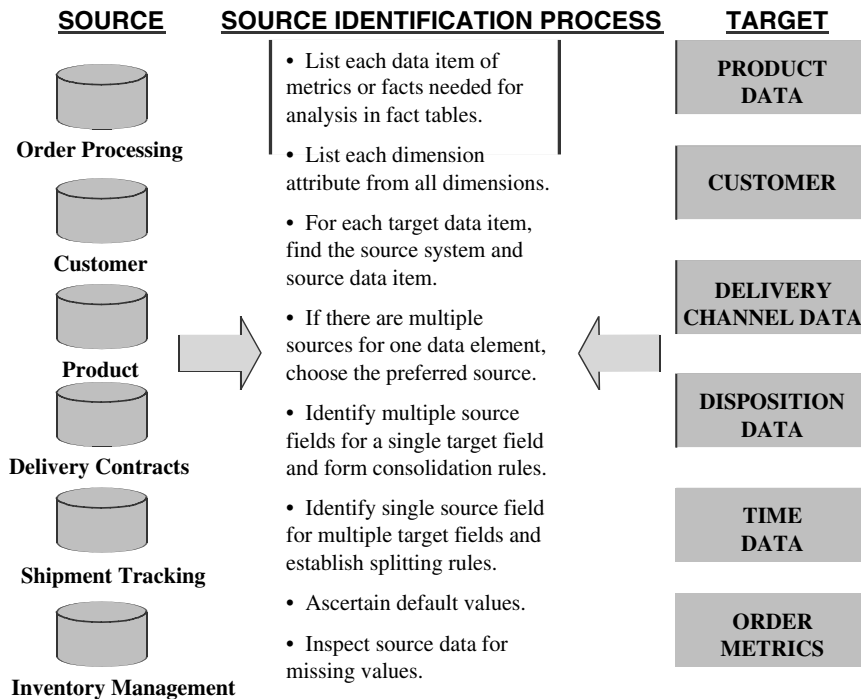 SOURCE
SOURCE IDENTIFICATION PROCESS
TARGET
Order Processing
Customer
Product
Delivery Contracts
Shipment Tracking
Inventory Management
• List each data item of
metrics or facts needed for
analysis in fact tables.
• List each dimension
attribute from all dimensions.
• For each target data item,
find the source system and
source data item.
• If there are multiple
sources for one data element,
choose the preferred source.
• Identify multiple source
fields for a single target field
and form consolidation rules.
• Identify single source field
for multiple target fields and
establish splitting rules.
• Ascertain default values.
• Inspect source data for
missing values.
PRODUCT
DATA
CUSTOMER
DELIVERY
CHANNEL DATA
DISPOSITION
DATA
TIME
DATA
ORDER
METRICS